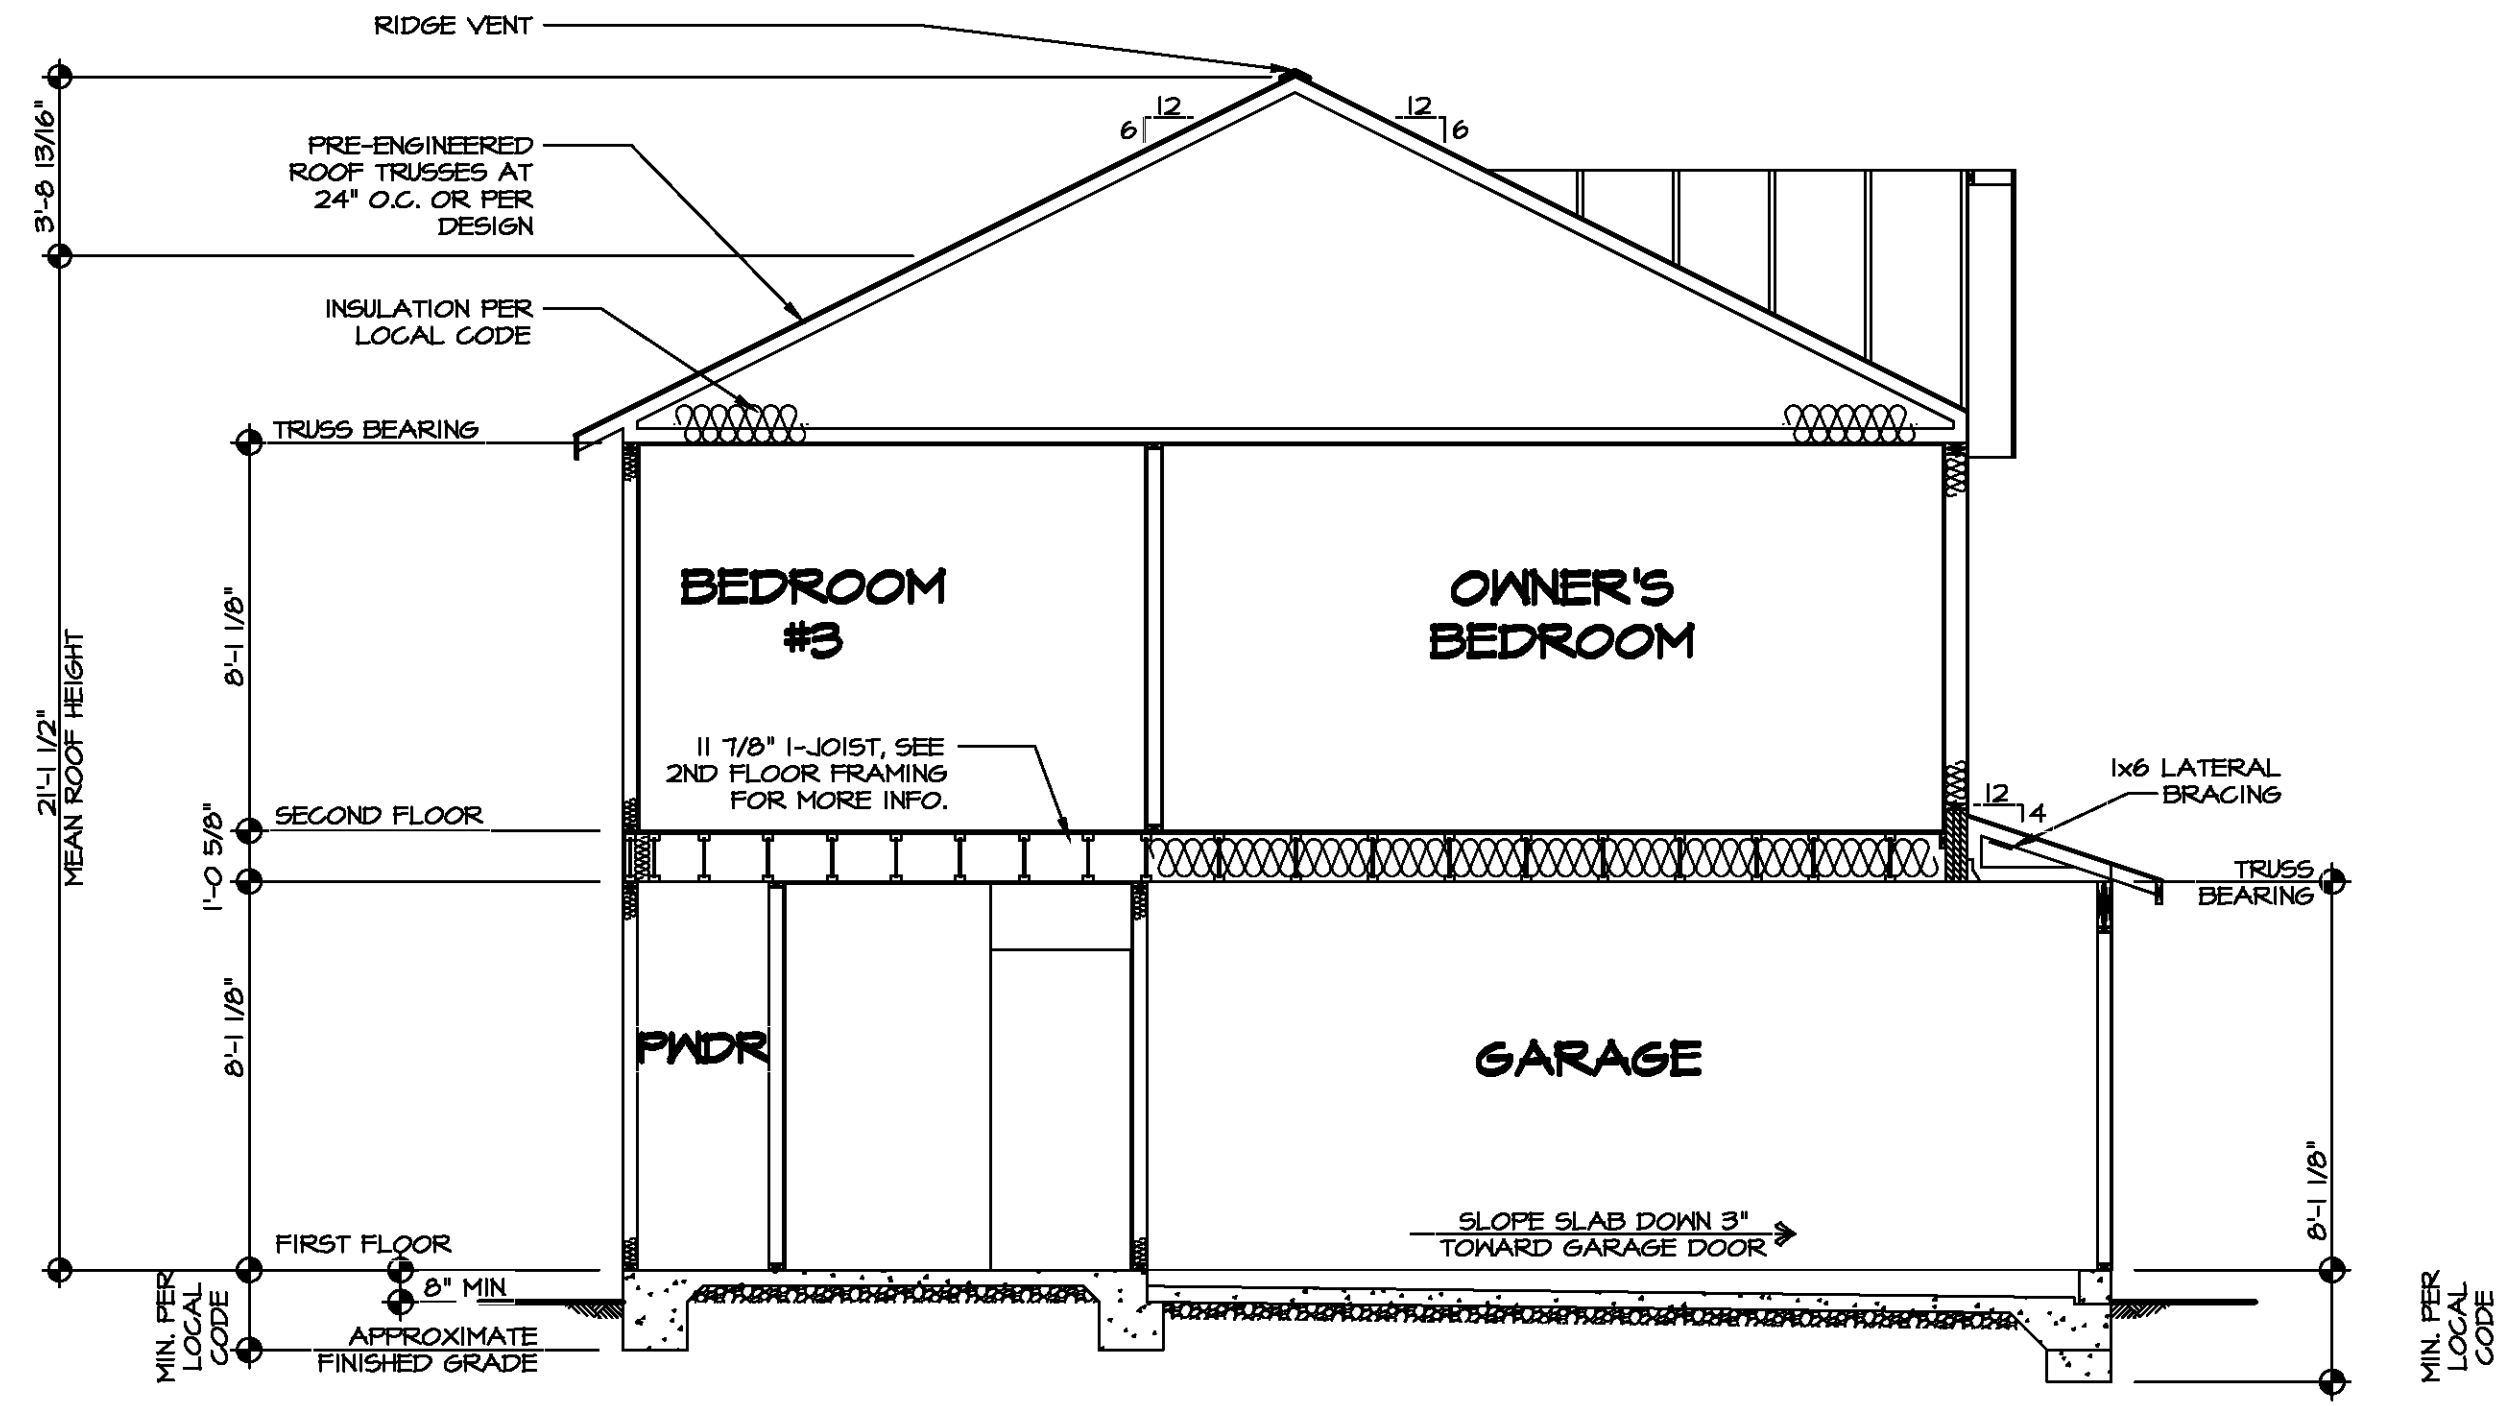 RIDGE VENT
12
6
12
6
3'-8 13/16"
PRE-ENGINEERED
ROOF TRUSSES AT
24" O.C. OR PER
DESIGN
INSULATION PER
LOCAL CODE
TRUSS BEARING
8'-1 1/8"
BEDROOM
#3
OWNER'S
BEDROOM
21'-1 1/2"
MEAN ROOF HEIGHT
11 7/8" I-JOIST, SEE
2ND FLOOR FRAMING
FOR MORE INFO.
1x6 LATERAL
BRACING
12
4
SECOND FLOOR
1'-0 5/8"
TRUSS
BEARING
8'-1 1/8"
PWDR
GARAGE
8'-1 1/8"
SLOPE SLAB DOWN 3"
TOWARD GARAGE DOOR
FIRST FLOOR
8" MIN
MIN. PER
LOCAL
CODE
APPROXIMATE
FINISHED GRADE
MIN. PER
LOCAL
CODE